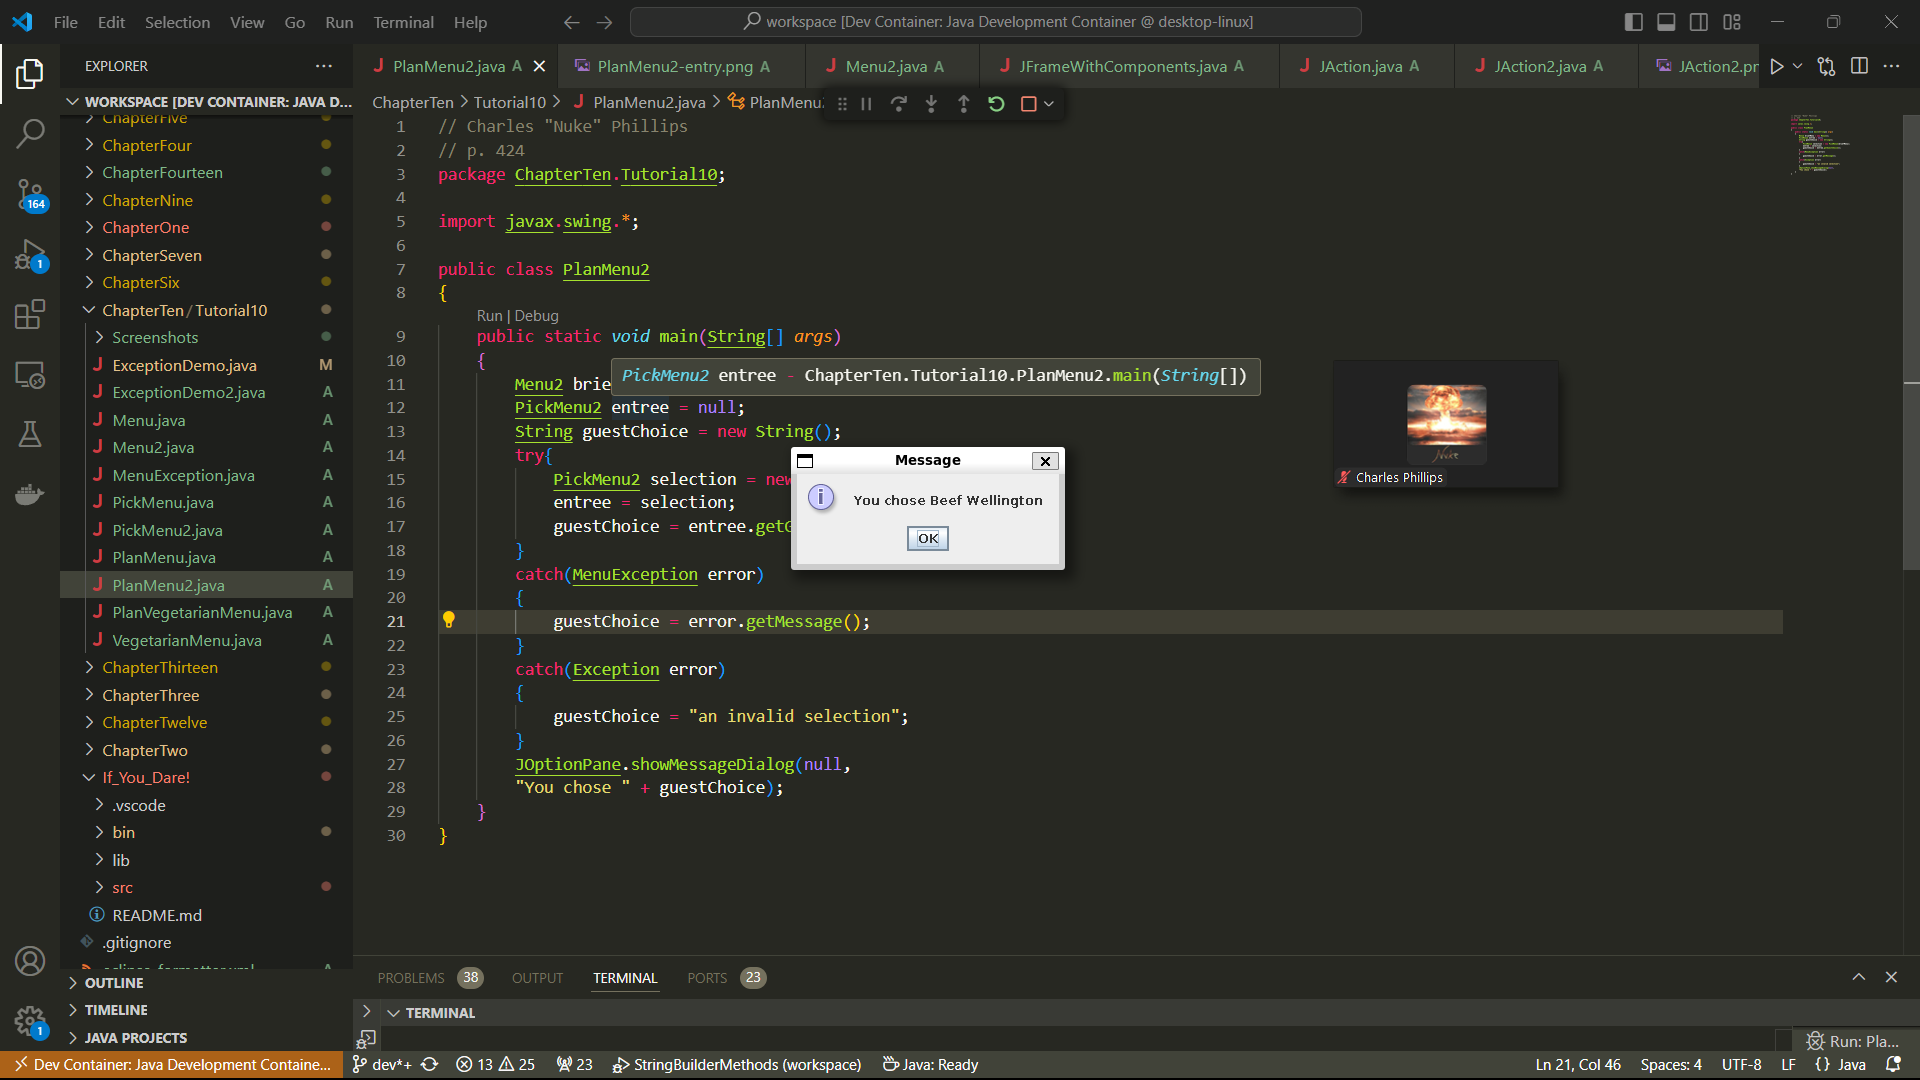 File Edit Selection View Go Run Terminal Help
workspace [Dev Container: Java Development Container @ desktop-linux]
EXPLORER
PlanMenu2.java A
PlanMenu2-entry.png A
Menu2.java A
JFrameWithComponents.java A
JAction.java A
JAction2.java A
JAction2.pn
WORKSPACE [DEV CONTAINER: JAVA D...
ChapterFive
ChapterFour
ChapterFourteen
ChapterNine
ChapterOne
ChapterSeven
ChapterSix
ChapterTen / Tutorial10
Screenshots
ExceptionDemo.java M
ExceptionDemo2.java A
Menu.java A
Menu2.java A
MenuException.java A
PickMenu.java A
PickMenu2.java A
PlanMenu.java A
PlanMenu2.java A
PlanVegetarianMenu.java A
VegetarianMenu.java A
ChapterThirteen
ChapterThree
ChapterTwelve
ChapterTwo
If_You_Dare!
.vscode
bin
lib
src
README.md
.gitignore
OUTLINE
TIMELINE
JAVA PROJECTS
164
1
1
ChapterTen > Tutorial10 > PlanMenu2.java > PlanMenu
1 // Charles "Nuke" Phillips
2 // p. 424
3 package ChapterTen.Tutorial10;
4
5 import javax.swing.*;
6
7 public class PlanMenu2
8 {
Run | Debug
9 public static void main(String[] args)
10 {
11 Menu2 brie
PickMenu2 entree - ChapterTen.Tutorial10.PlanMenu2.main(String[])
12 PickMenu2 entree = null;
13 String guestChoice = new String();
14 try{
15 PickMenu2 selection = new
16 entree = selection;
17 guestChoice = entree.getG
18 }
19 catch(MenuException error)
20 {
21 guestChoice = error.getMessage();
22 }
23 catch(Exception error)
24 {
25 guestChoice = "an invalid selection";
26 }
27 JOptionPane.showMessageDialog(null,
28 "You chose " + guestChoice);
29 }
30 }
Message
You chose Beef Wellington
OK
Nuke
Charles Phillips
PROBLEMS 38 OUTPUT TERMINAL PORTS 23
TERMINAL
Run: Pla...
Dev Container: Java Development Containe... dev*+ 13 25 23 StringBuilderMethods (workspace) Java: Ready Ln 21, Col 46 Spaces: 4 UTF-8 LF {} Java